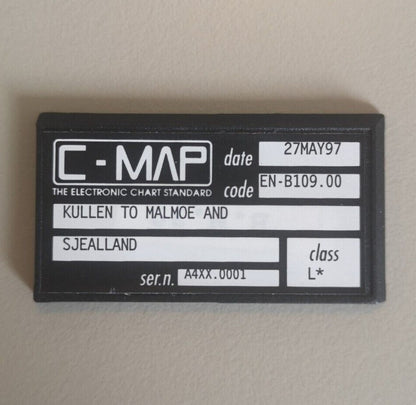 C-MAP
THE ELECTRONIC CHART STANDARD
date 27MAY97
code EN-B109.00
KULLEN TO MALMOE AND
SJEALLAND
class
L*
ser.n. A4XX.0001